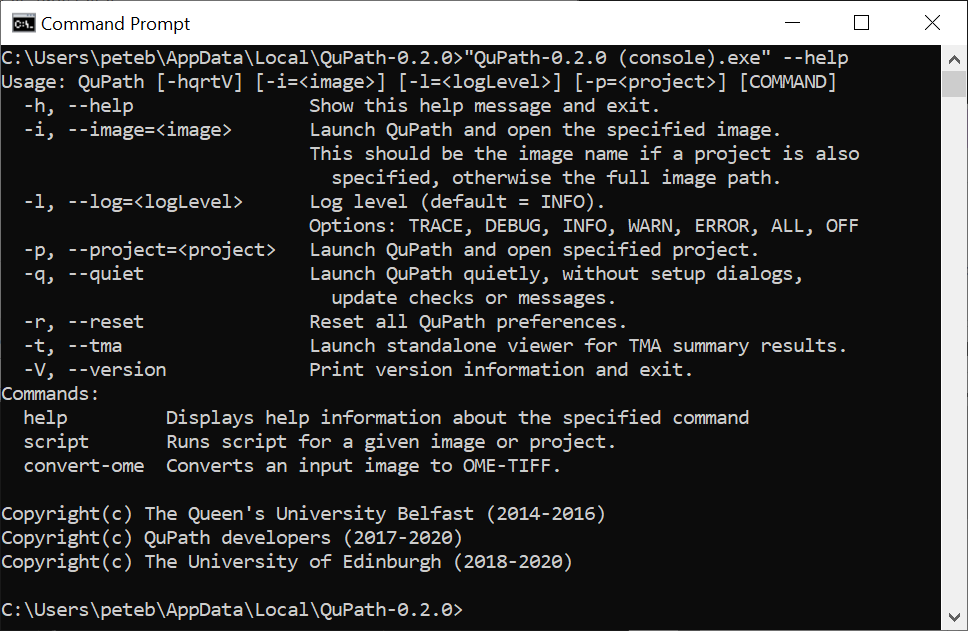 Command Prompt
C:\Users\peteb\AppData\Local\QuPath-0.2.0>"QuPath-0.2.0 (console).exe" --help
Usage: QuPath [-hqrtV] [-i=<image>] [-l=<logLevel>] [-p=<project>] [COMMAND]
  -h, --help                Show this help message and exit.
  -i, --image=<image>       Launch QuPath and open the specified image.
                            This should be the image name if a project is also
                              specified, otherwise the full image path.
  -l, --log=<logLevel>      Log level (default = INFO).
                            Options: TRACE, DEBUG, INFO, WARN, ERROR, ALL, OFF
  -p, --project=<project>   Launch QuPath and open specified project.
  -q, --quiet               Launch QuPath quietly, without setup dialogs,
                              update checks or messages.
  -r, --reset               Reset all QuPath preferences.
  -t, --tma                 Launch standalone viewer for TMA summary results.
  -V, --version             Print version information and exit.
Commands:
  help         Displays help information about the specified command
  script       Runs script for a given image or project.
  convert-ome  Converts an input image to OME-TIFF.

Copyright(c) The Queen's University Belfast (2014-2016)
Copyright(c) QuPath developers (2017-2020)
Copyright(c) The University of Edinburgh (2018-2020)

C:\Users\peteb\AppData\Local\QuPath-0.2.0>